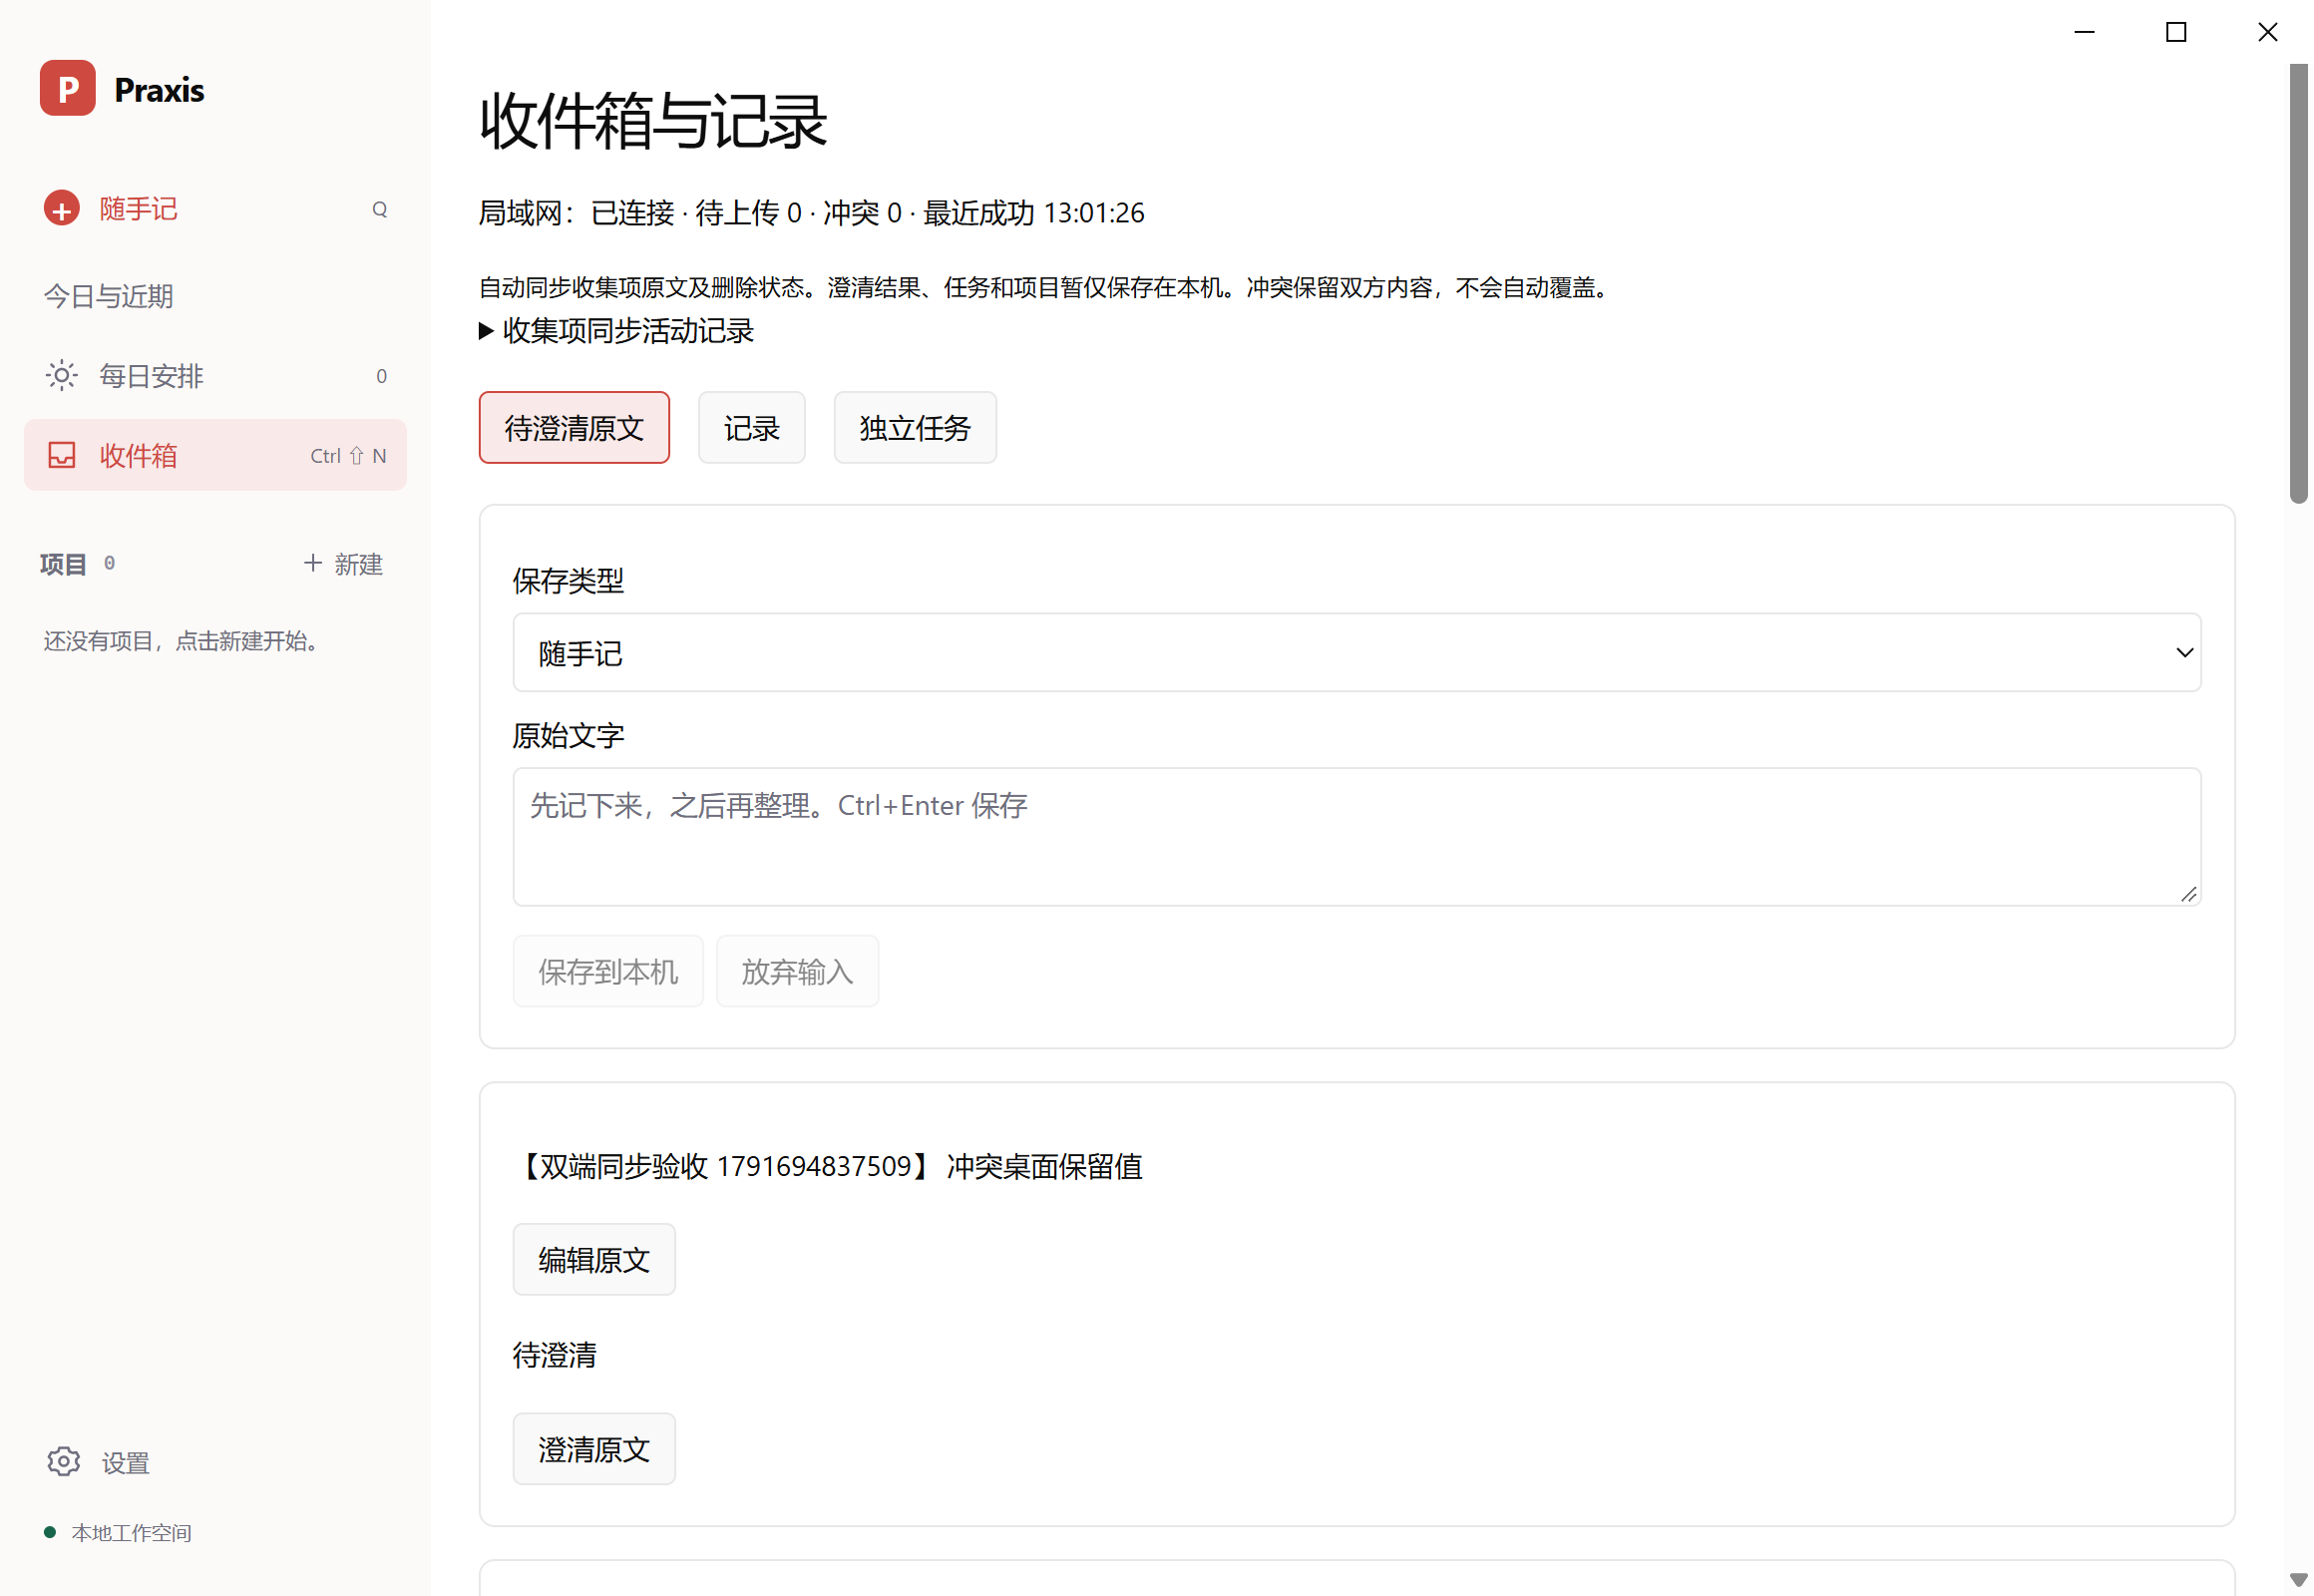 P Praxis
随手记 Q
今日与近期
每日安排 0
收件箱 Ctrl ⇧ N
项目 0 + 新建
还没有项目，点击新建开始。
设置
本地工作空间
收件箱与记录
局域网：已连接 · 待上传 0 · 冲突 0 · 最近成功 13:01:26
自动同步收集项原文及删除状态。澄清结果、任务和项目暂仅保存在本机。冲突保留双方内容，不会自动覆盖。
收集项同步活动记录
待澄清原文 记录 独立任务
保存类型
随手记
原始文字
先记下来，之后再整理。Ctrl+Enter 保存
保存到本机 放弃输入
【双端同步验收 1791694837509】 冲突桌面保留值
编辑原文
待澄清
澄清原文